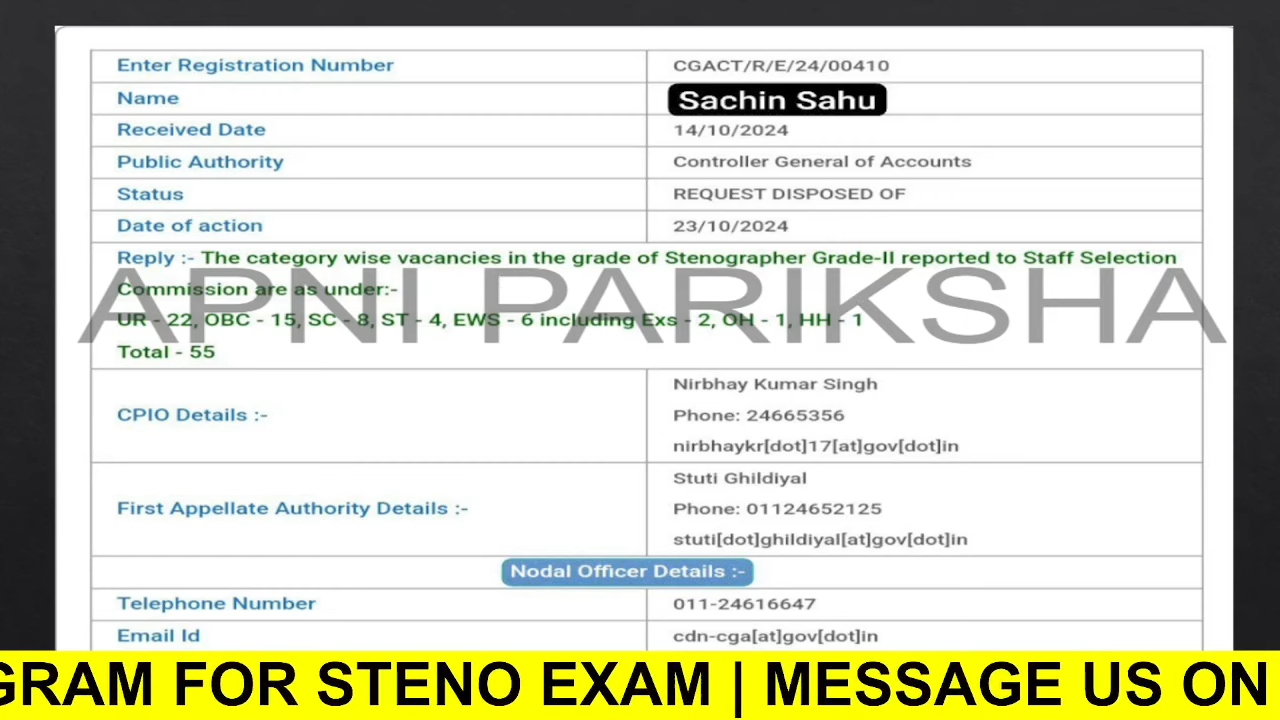 Enter Registration Number CGACT/R/E/24/00410
Name Sachin Sahu
Received Date 14/10/2024
Public Authority Controller General of Accounts
Status REQUEST DISPOSED OF
Date of action 23/10/2024
Reply :- The category wise vacancies in the grade of Stenographer Grade-II reported to Staff Selection
Commission are as under:-
APNI PARIKSHA
UR - 22, OBC - 15, SC - 8, ST - 4, EWS - 6 including Exs - 2, OH - 1, HH - 1
Total - 55
CPIO Details :-
Nirbhay Kumar Singh
Phone: 24665356
nirbhaykr[dot]17[at]gov[dot]in
First Appellate Authority Details :-
Stuti Ghildiyal
Phone: 01124652125
stuti[dot]ghildiyal[at]gov[dot]in
Nodal Officer Details :-
Telephone Number 011-24616647
Email Id cdn-cga[at]gov[dot]in
GRAM FOR STENO EXAM | MESSAGE US ON